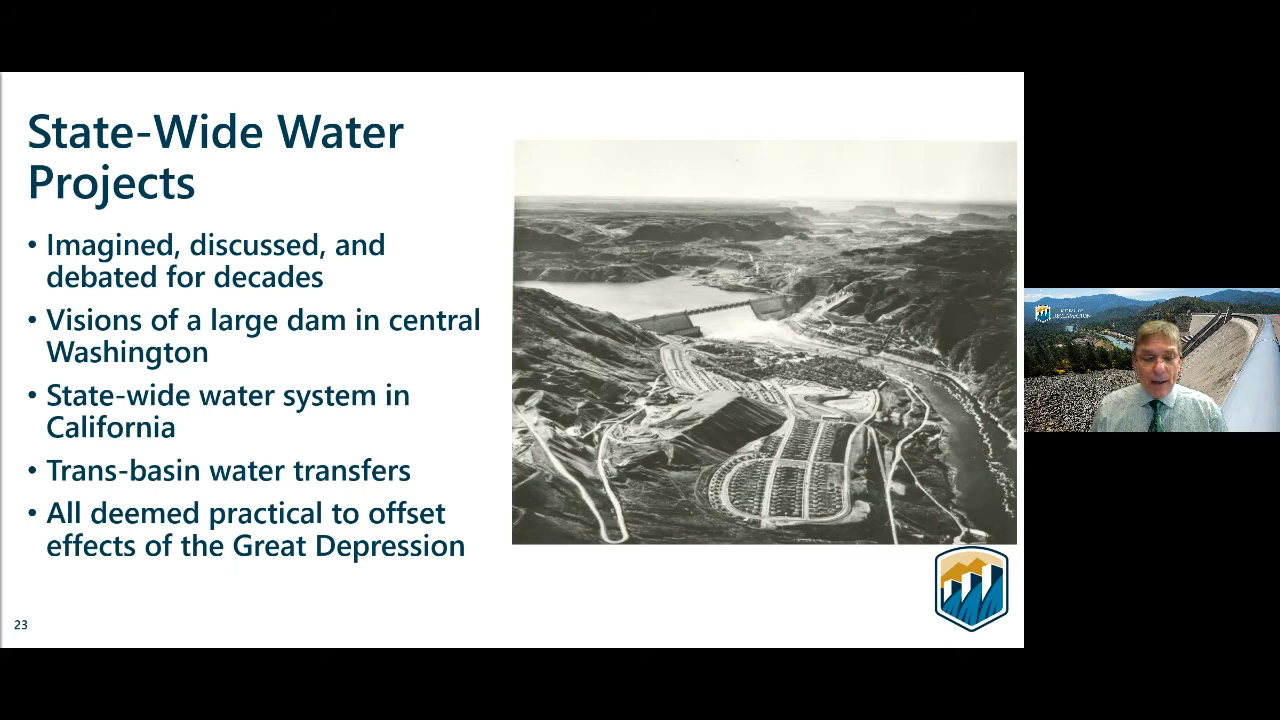 State-Wide Water
Projects
• Imagined, discussed, and
debated for decades
• Visions of a large dam in central
Washington
• State-wide water system in
California
• Trans-basin water transfers
• All deemed practical to offset
effects of the Great Depression
23
RECLAMATION